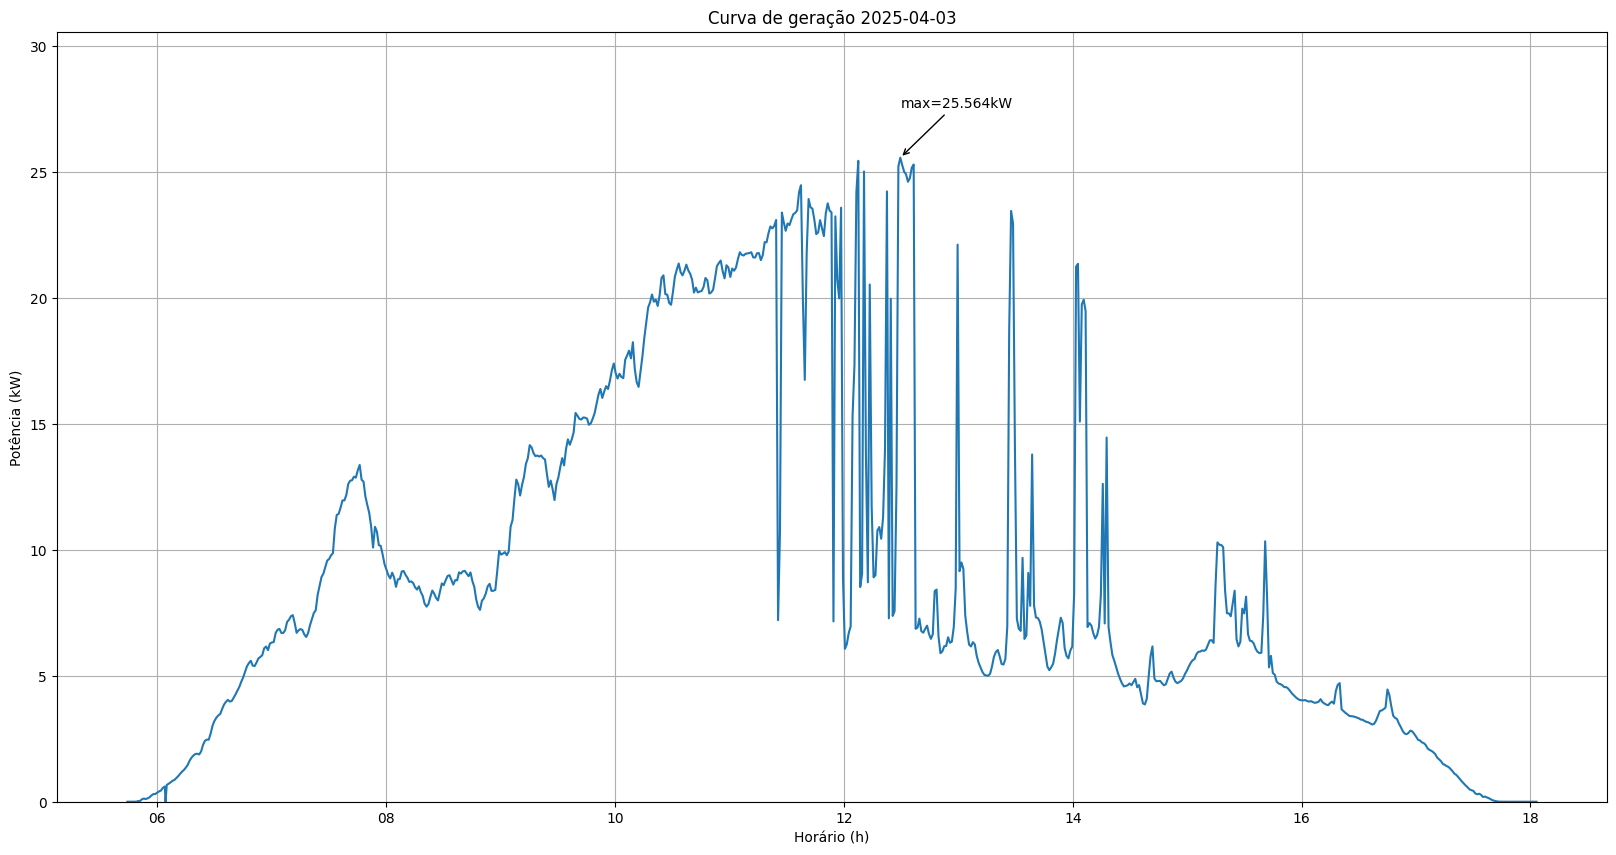 Curva de geração 2025-04-03
30
max=25.564kW
25
20
15
10
5
0
Potência (kW)
06 08 10 12 14 16 18
Horário (h)